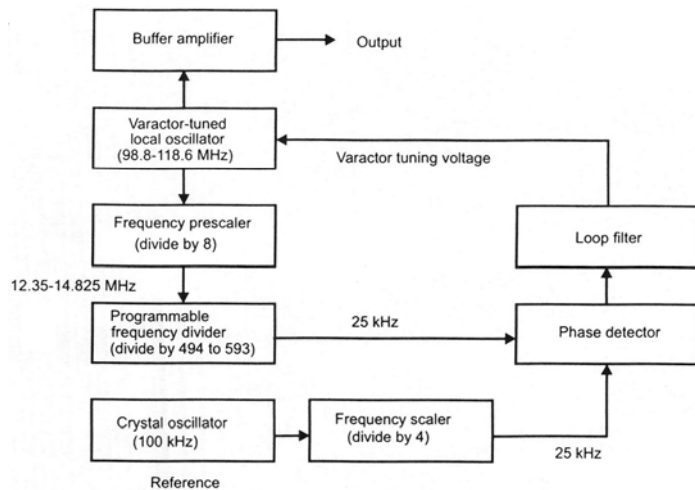 Buffer amplifier
Output
Varactor-tuned
local oscillator
(98.8-118.6 MHz)
Varactor tuning voltage
Frequency prescaler
(divide by 8)
Loop filter
12.35-14.825 MHz
Programmable
frequency divider
(divide by 494 to 593)
25 kHz
Phase detector
Crystal oscillator
(100 kHz)
Frequency scaler
(divide by 4)
25 kHz
Reference